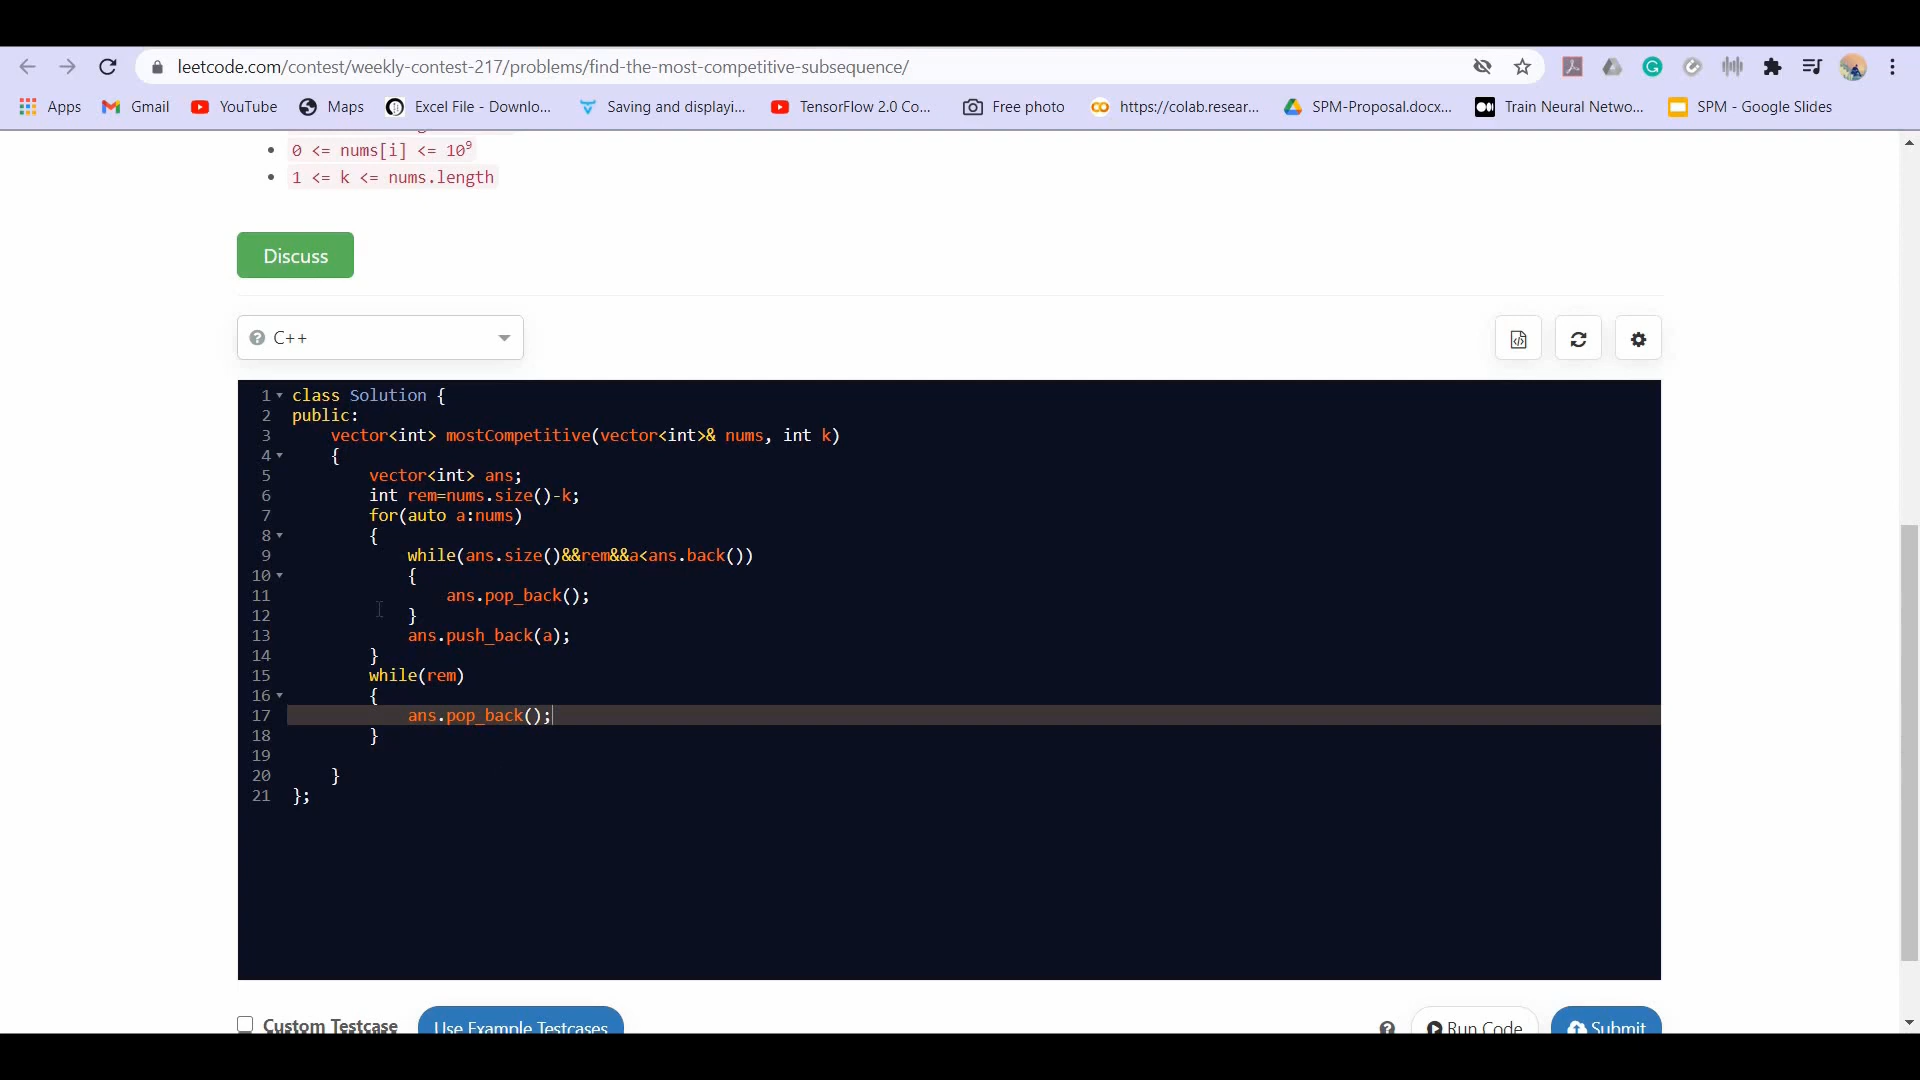 leetcode.com/contest/weekly-contest-217/problems/find-the-most-competitive-subsequence/
Apps Gmail YouTube Maps Excel File - Downlo... Saving and displayi... TensorFlow 2.0 Co... Free photo https://colab.resear... SPM-Proposal.docx... Train Neural Netwo... SPM - Google Slides
0 <= nums[i] <= 10⁹
1 <= k <= nums.length
Discuss
C++
1 class Solution {
2 public:
3 vector<int> mostCompetitive(vector<int>& nums, int k)
4 {
5 vector<int> ans;
6 int rem=nums.size()-k;
7 for(auto a:nums)
8 {
9 while(ans.size()&&rem&&a<ans.back())
10 {
11 ans.pop_back();
12 }
13 ans.push_back(a);
14 }
15 while(rem)
16 {
17 ans.pop_back();
18 }
19
20 }
21 };
Custom Testcase Use Example Testcases Run Code Submit